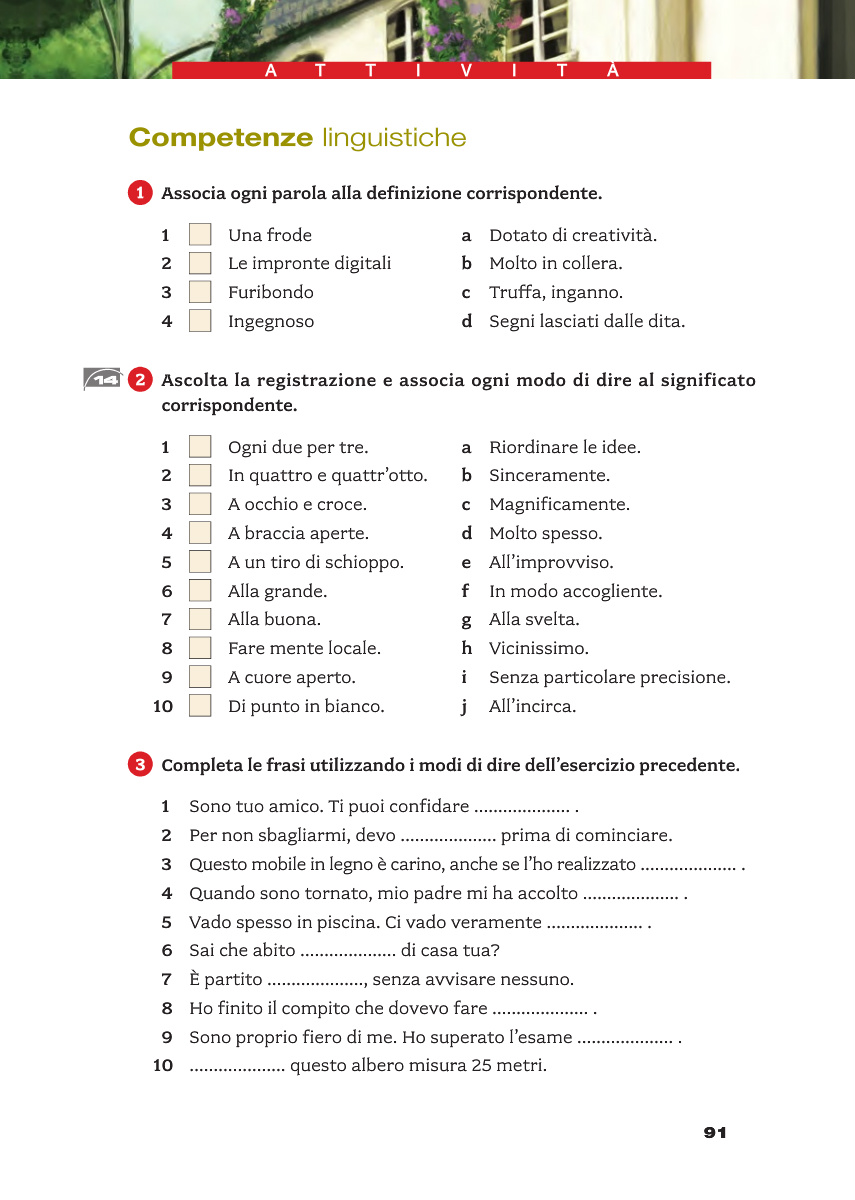 ATTIVITÀ
Competenze linguistiche
1 Associa ogni parola alla definizione corrispondente.
1 Una frode a Dotato di creatività.
2 Le impronte digitali b Molto in collera.
3 Furibondo c Truffa, inganno.
4 Ingegnoso d Segni lasciati dalle dita.
14 2 Ascolta la registrazione e associa ogni modo di dire al significato
corrispondente.
1 Ogni due per tre. a Riordinare le idee.
2 In quattro e quattr’otto. b Sinceramente.
3 A occhio e croce. c Magnificamente.
4 A braccia aperte. d Molto spesso.
5 A un tiro di schioppo. e All’improvviso.
6 Alla grande. f In modo accogliente.
7 Alla buona. g Alla svelta.
8 Fare mente locale. h Vicinissimo.
9 A cuore aperto. i Senza particolare precisione.
10 Di punto in bianco. j All’incirca.
3 Completa le frasi utilizzando i modi di dire dell’esercizio precedente.
1 Sono tuo amico. Ti puoi confidare .................... .
2 Per non sbagliarmi, devo .................... prima di cominciare.
3 Questo mobile in legno è carino, anche se l’ho realizzato .................... .
4 Quando sono tornato, mio padre mi ha accolto .................... .
5 Vado spesso in piscina. Ci vado veramente .................... .
6 Sai che abito .................... di casa tua?
7 È partito ...................., senza avvisare nessuno.
8 Ho finito il compito che dovevo fare .................... .
9 Sono proprio fiero di me. Ho superato l’esame .................... .
10 .................... questo albero misura 25 metri.
91